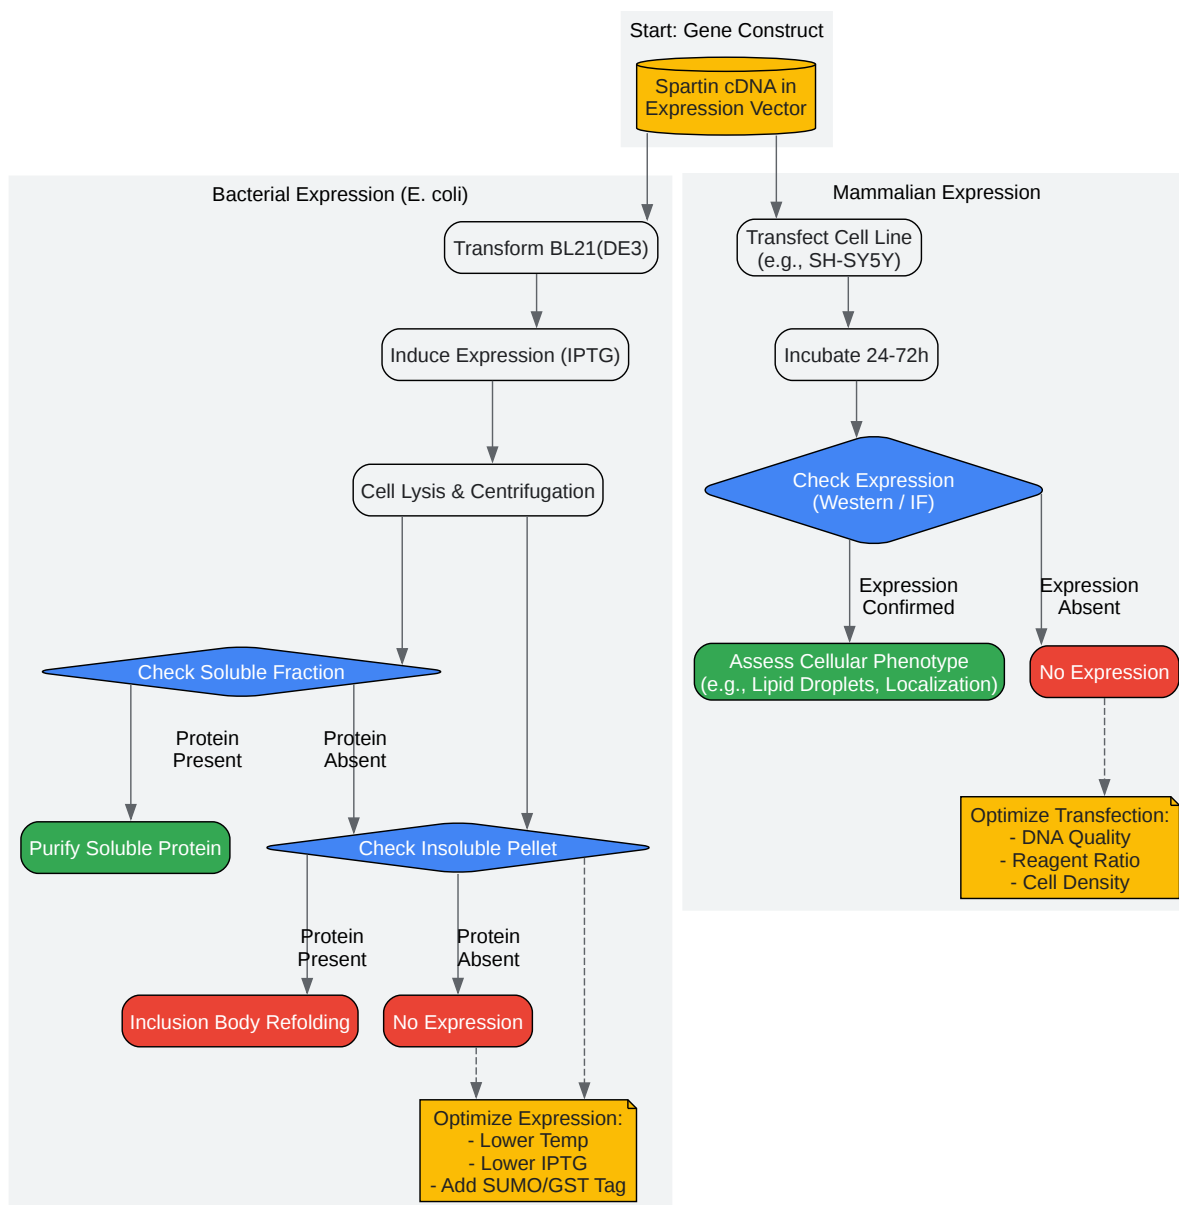 Start: Gene Construct
Spartin cDNA in
Expression Vector
Bacterial Expression (E. coli)
Transform BL21(DE3)
Induce Expression (IPTG)
Cell Lysis & Centrifugation
Check Soluble Fraction
Protein
Present
Protein
Absent
Purify Soluble Protein
Check Insoluble Pellet
Protein
Present
Protein
Absent
Inclusion Body Refolding
No Expression
Optimize Expression:
- Lower Temp
- Lower IPTG
- Add SUMO/GST Tag
Mammalian Expression
Transfect Cell Line
(e.g., SH-SY5Y)
Incubate 24-72h
Check Expression
(Western / IF)
Expression
Confirmed
Expression
Absent
Assess Cellular Phenotype
(e.g., Lipid Droplets, Localization)
No Expression
Optimize Transfection:
- DNA Quality
- Reagent Ratio
- Cell Density